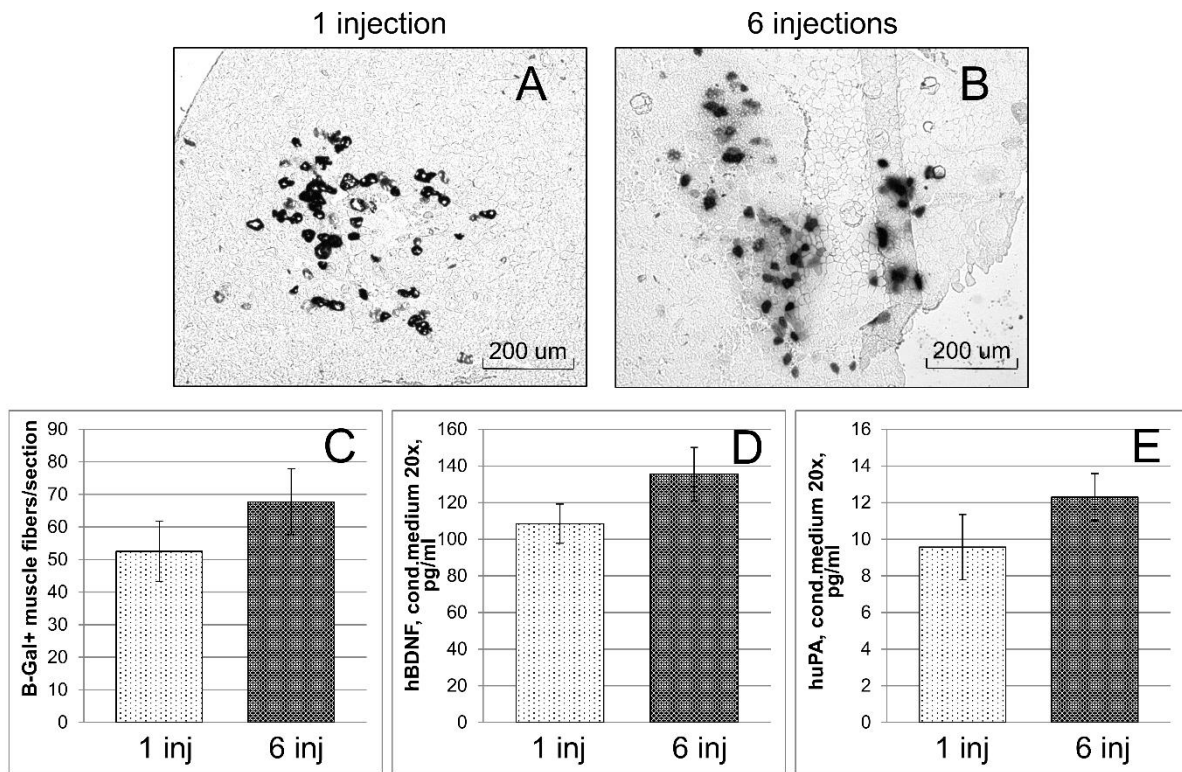 1 injection
6 injections
A
B
200 um
200 um
B-Gal+ muscle fibers/section
90
80
70
60
50
40
30
20
10
0
C
1 inj
6 inj
hBDNF, cond.medium 20x,
pg/ml
160
140
120
100
80
60
40
20
0
D
1 inj
6 inj
huPA, cond.medium 20x,
pg/ml
16
14
12
10
8
6
4
2
0
E
1 inj
6 inj